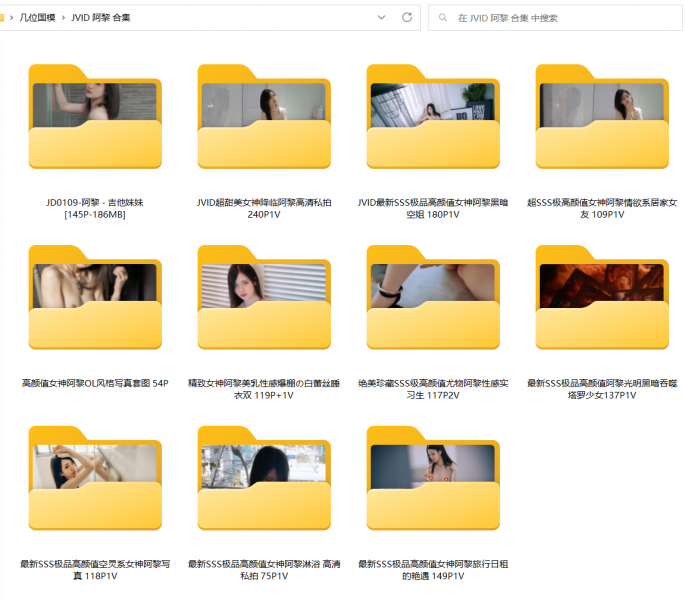 几位国模 › JVID 阿黎 合集
在 JVID 阿黎 合集 中搜索
JD0109-阿黎 - 吉他妹妹
[145P-186MB]
JVID超甜美女神降临阿黎高清私拍
240P1V
JVID最新SSS极品高颜值女神阿黎黑暗
空姐 180P1V
超SSS极高颜值女神阿黎情欲系居家女
友 109P1V
高颜值女神阿黎OL风格写真套图 54P
精致女神阿黎美乳性感爆棚の白蕾丝睡
衣双 119P+1V
绝美珍藏SSS级高颜值尤物阿黎性感实
习生 117P2V
最新SSS极品高颜值阿黎光明黑暗吞噬
塔罗少女137P1V
最新SSS极品高颜值空灵系女神阿黎写
真 118P1V
最新SSS极品高颜值女神阿黎淋浴 高清
私拍 75P1V
最新SSS极品高颜值女神阿黎旅行日租
的艳遇 149P1V